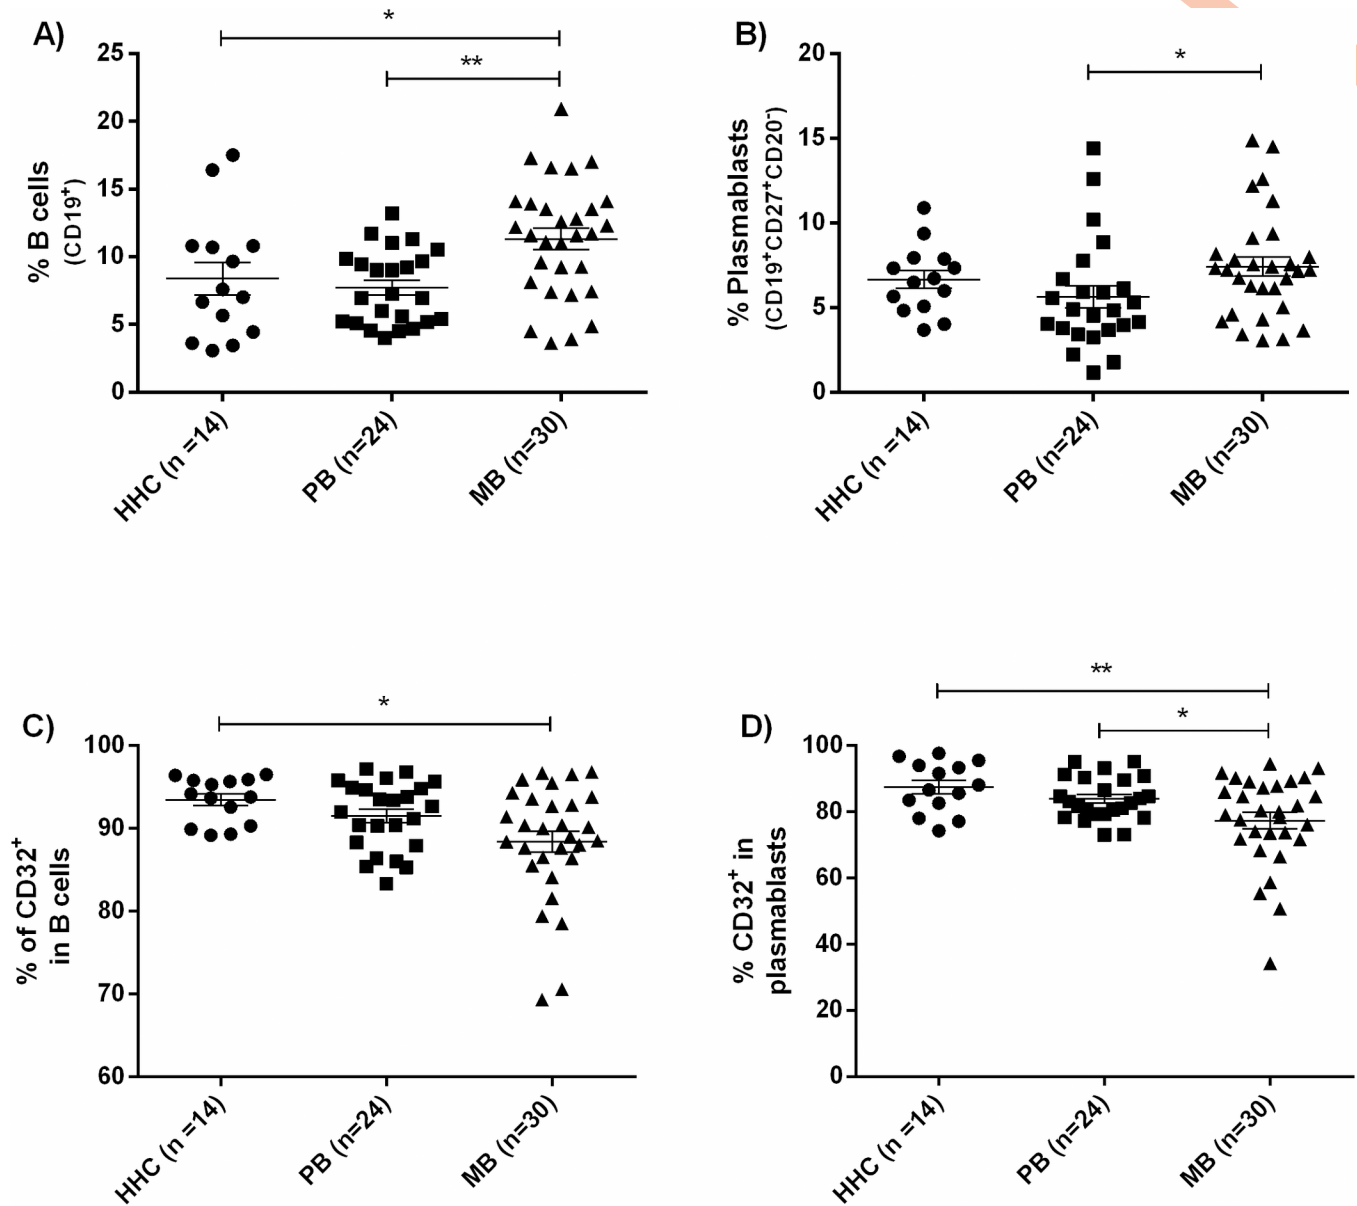 A)
*
**
25
20
15
10
5
0
% B cells
(CD19⁺)
HHC (n =14)
PB (n=24)
MB (n=30)
B)
*
20
15
10
5
0
% Plasmablasts
(CD19⁺CD27⁺CD20⁻)
HHC (n =14)
PB (n=24)
MB (n=30)
C)
*
100
90
80
70
60
% of CD32⁺
in B cells
HHC (n =14)
PB (n=24)
MB (n=30)
D)
**
*
100
80
60
40
20
0
% CD32⁺ in
plasmablasts
HHC (n =14)
PB (n=24)
MB (n=30)